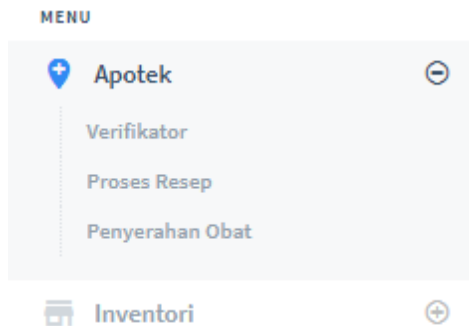 MENU
Apotek
Verifikator
Proses Resep
Penyerahan Obat
Inventori